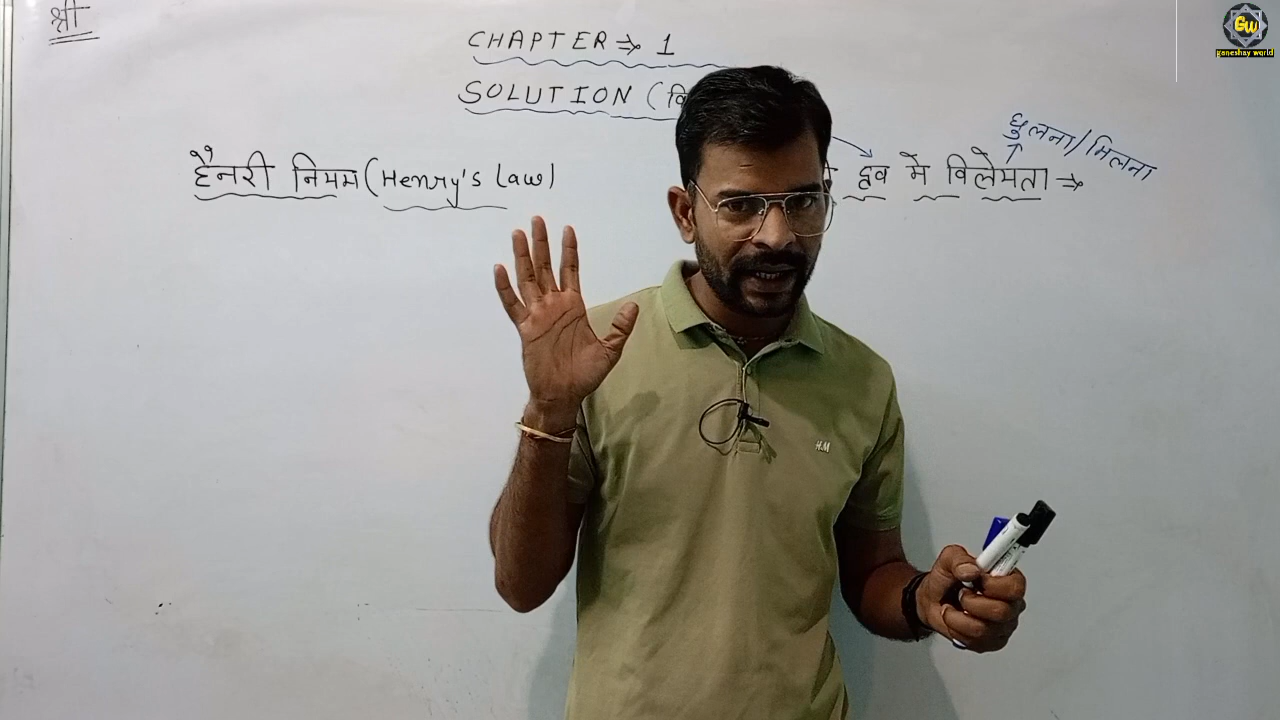 श्री
CHAPTER ⇒ 1
SOLUTION (वि
हैनरी नियम (Henry's Law) द्रव में विलेयता ⇒
घुलना/मिलना
H.M
GW
ganeshay world